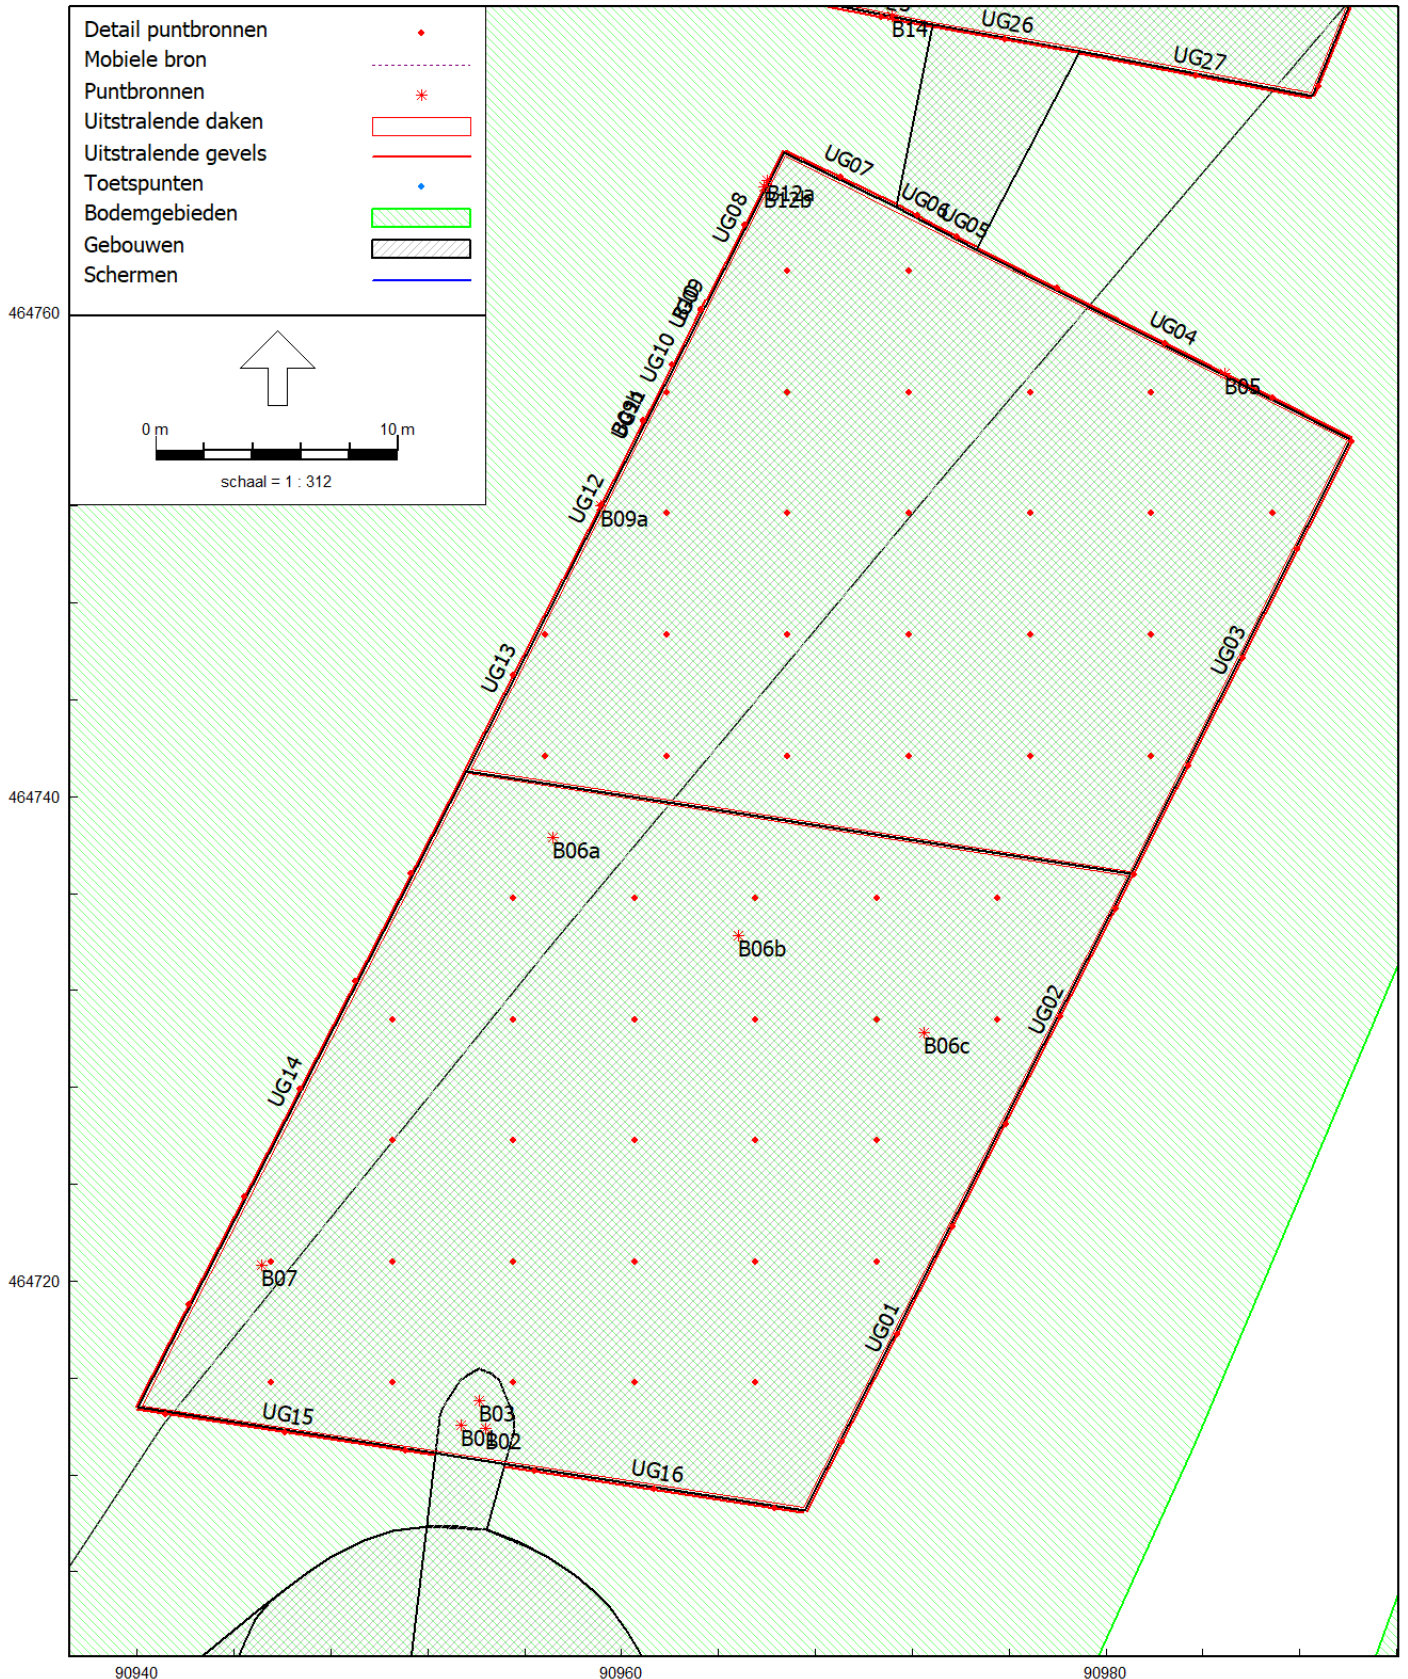 Detail puntbronnen
Mobiele bron
Puntbronnen
Uitstralende daken
Uitstralende gevels
Toetspunten
Bodemgebieden
Gebouwen
Schermen
0 m 10 m
schaal = 1 : 312
B14
UG26
UG27
UG07
B12a
B12b
UG06
UG05
UG08
UG04
B05
464760
UG10
B09b
UG12
B09a
UG03
UG13
464740
B06a
B06b
UG02
B06c
UG14
464720
B07
UG01
B03
UG15
B01
B02
UG16
90940 90960 90980